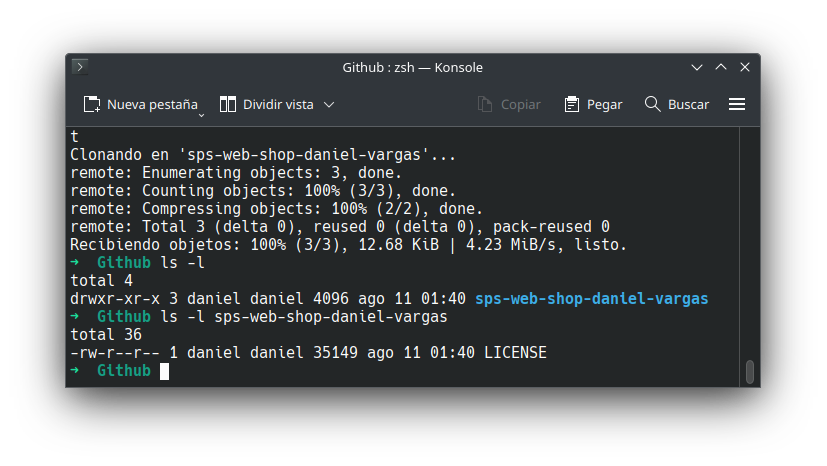 Github : zsh — Konsole
Nueva pestaña Dividir vista Copiar Pegar Buscar
t
Clonando en 'sps-web-shop-daniel-vargas'...
remote: Enumerating objects: 3, done.
remote: Counting objects: 100% (3/3), done.
remote: Compressing objects: 100% (2/2), done.
remote: Total 3 (delta 0), reused 0 (delta 0), pack-reused 0
Recibiendo objetos: 100% (3/3), 12.68 KiB | 4.23 MiB/s, listo.
➜ Github ls -l
total 4
drwxr-xr-x 3 daniel daniel 4096 ago 11 01:40 sps-web-shop-daniel-vargas
➜ Github ls -l sps-web-shop-daniel-vargas
total 36
-rw-r--r-- 1 daniel daniel 35149 ago 11 01:40 LICENSE
➜ Github